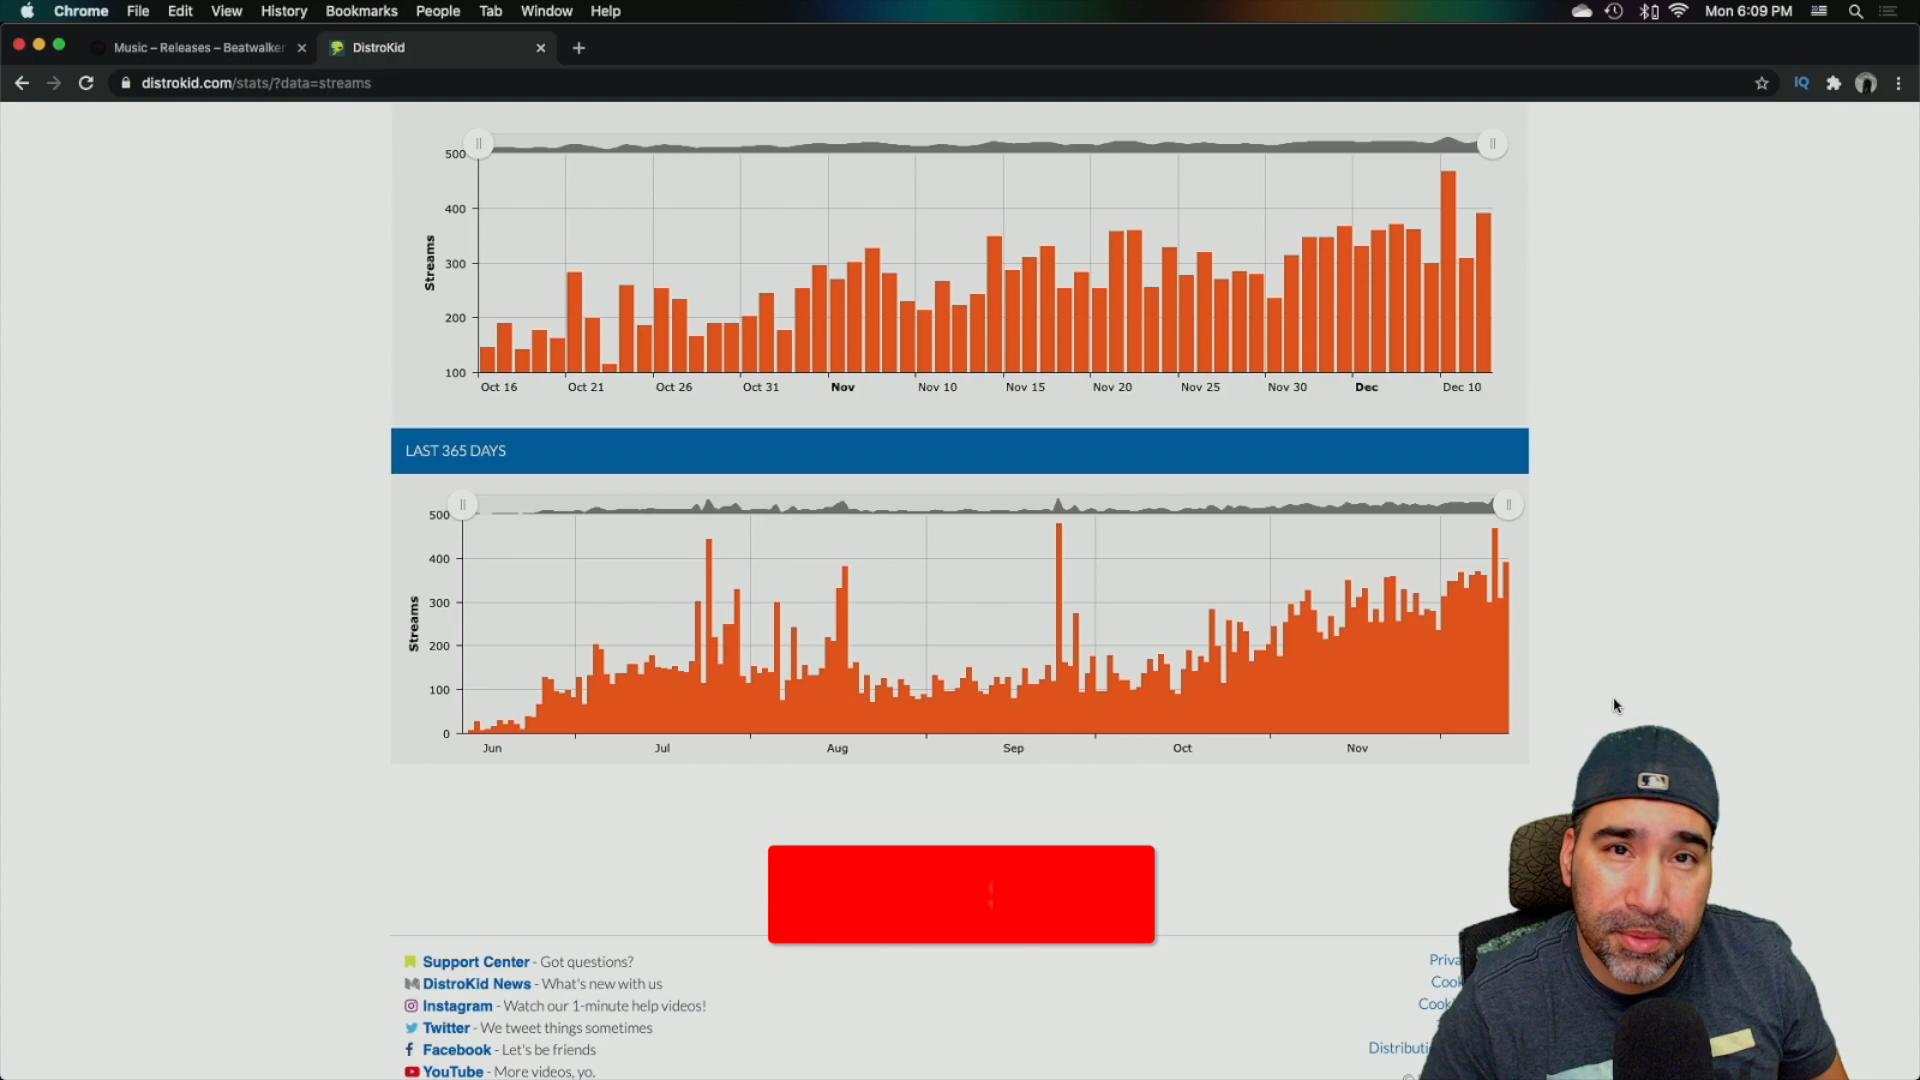 Chrome File Edit View History Bookmarks People Tab Window Help Mon 6:09 PM
Music – Releases – Beatwalker DistroKid
distrokid.com/stats/?data=streams IQ
500
400
300
200
100
Streams
Oct 16 Oct 21 Oct 26 Oct 31 Nov Nov 10 Nov 15 Nov 20 Nov 25 Nov 30 Dec Dec 10
LAST 365 DAYS
500
400
300
200
100
0
Streams
Jun Jul Aug Sep Oct Nov
Support Center - Got questions?
DistroKid News - What's new with us
Instagram - Watch our 1-minute help videos!
Twitter - We tweet things sometimes
Facebook - Let's be friends
YouTube - More videos, yo.
Priva
Cook
Cooki
Distributi